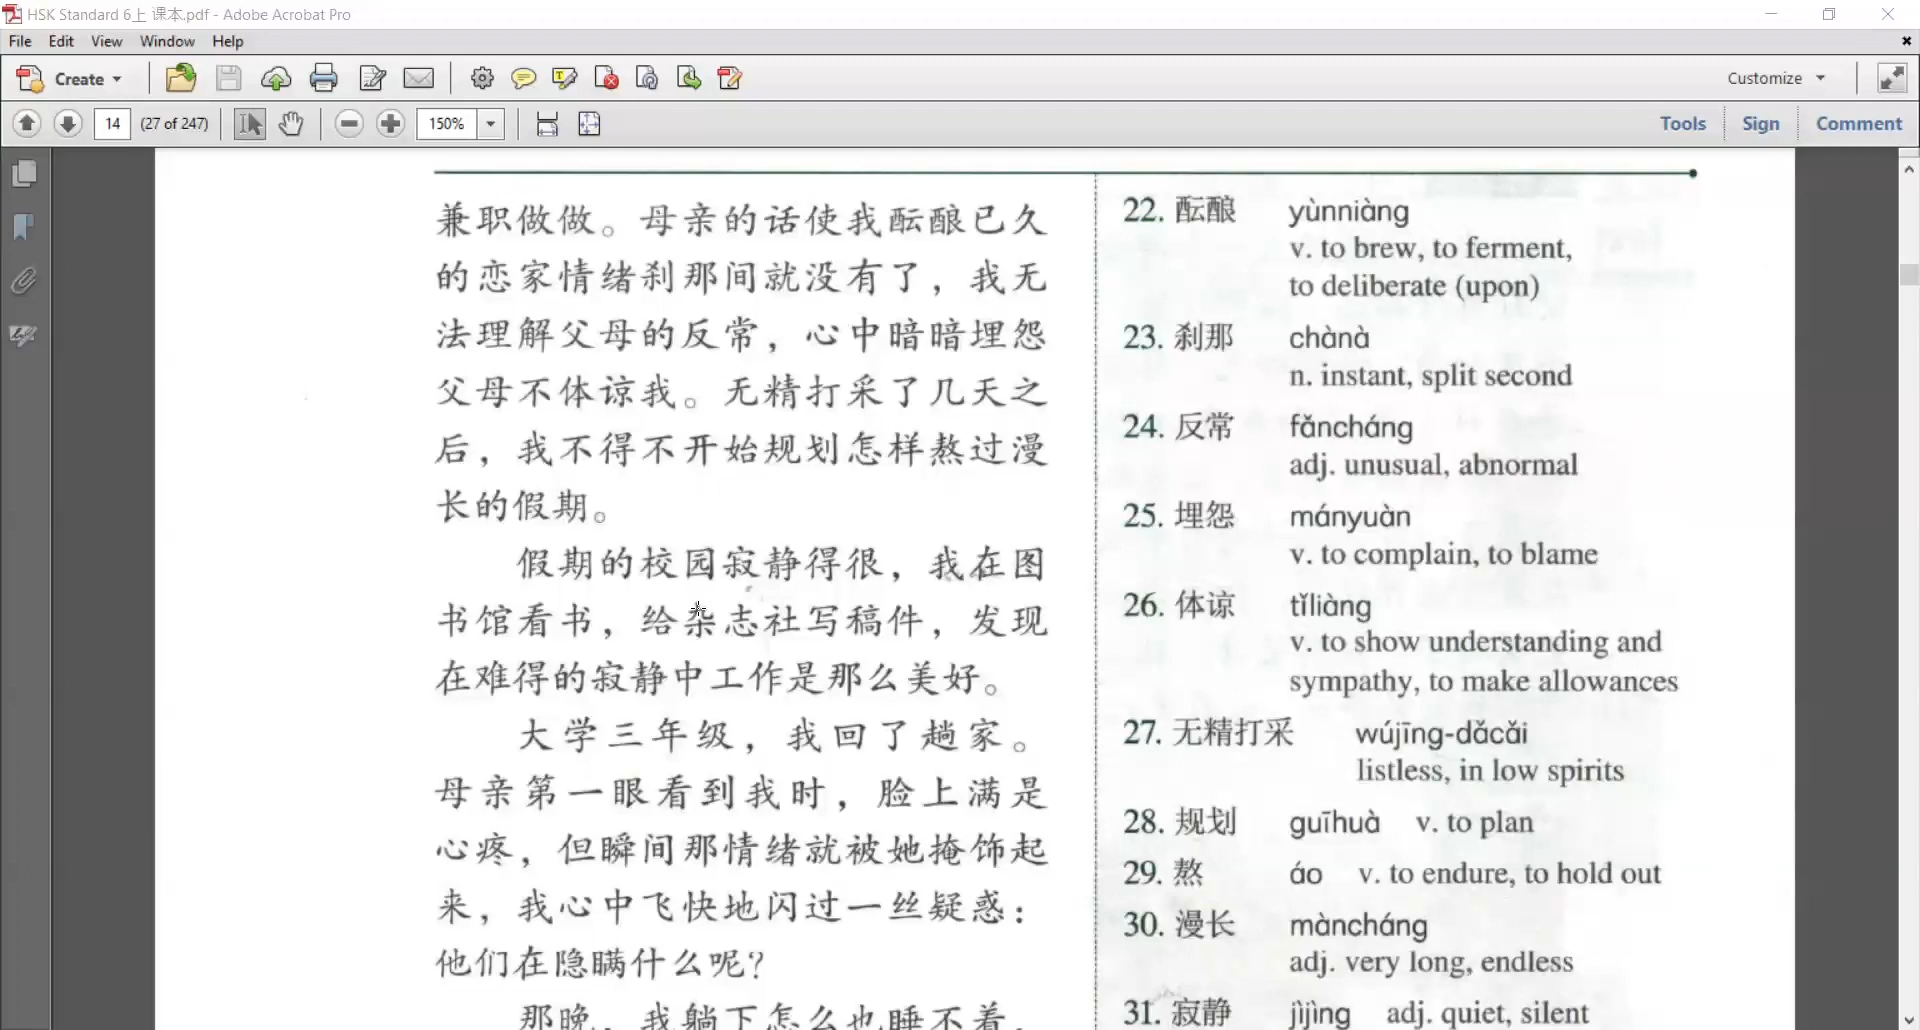 HSK Standard 6上 课本.pdf - Adobe Acrobat Pro
File Edit View Window Help
Create
Customize
14 (27 of 247) 150%
Tools Sign Comment
兼职做做。母亲的话使我酝酿已久
的恋家情绪刹那间就没有了，我无
法理解父母的反常，心中暗暗埋怨
父母不体谅我。无精打采了几天之
后，我不得不开始规划怎样熬过漫
长的假期。
假期的校园寂静得很，我在图
书馆看书，给杂志社写稿件，发现
在难得的寂静中工作是那么美好。
大学三年级，我回了趟家。
母亲第一眼看到我时，脸上满是
心疼，但瞬间那情绪就被她掩饰起
来，我心中飞快地闪过一丝疑惑：
他们在隐瞒什么呢？
那晚，我躺下怎么也睡不着，
22. 酝酿 yùnniàng
v. to brew, to ferment,
to deliberate (upon)
23. 刹那 chànà
n. instant, split second
24. 反常 fǎncháng
adj. unusual, abnormal
25. 埋怨 mányuàn
v. to complain, to blame
26. 体谅 tǐliàng
v. to show understanding and
sympathy, to make allowances
27. 无精打采 wújīng-dǎcǎi
listless, in low spirits
28. 规划 guīhuà v. to plan
29. 熬 áo v. to endure, to hold out
30. 漫长 màncháng
adj. very long, endless
31. 寂静 jìjìng adj. quiet, silent